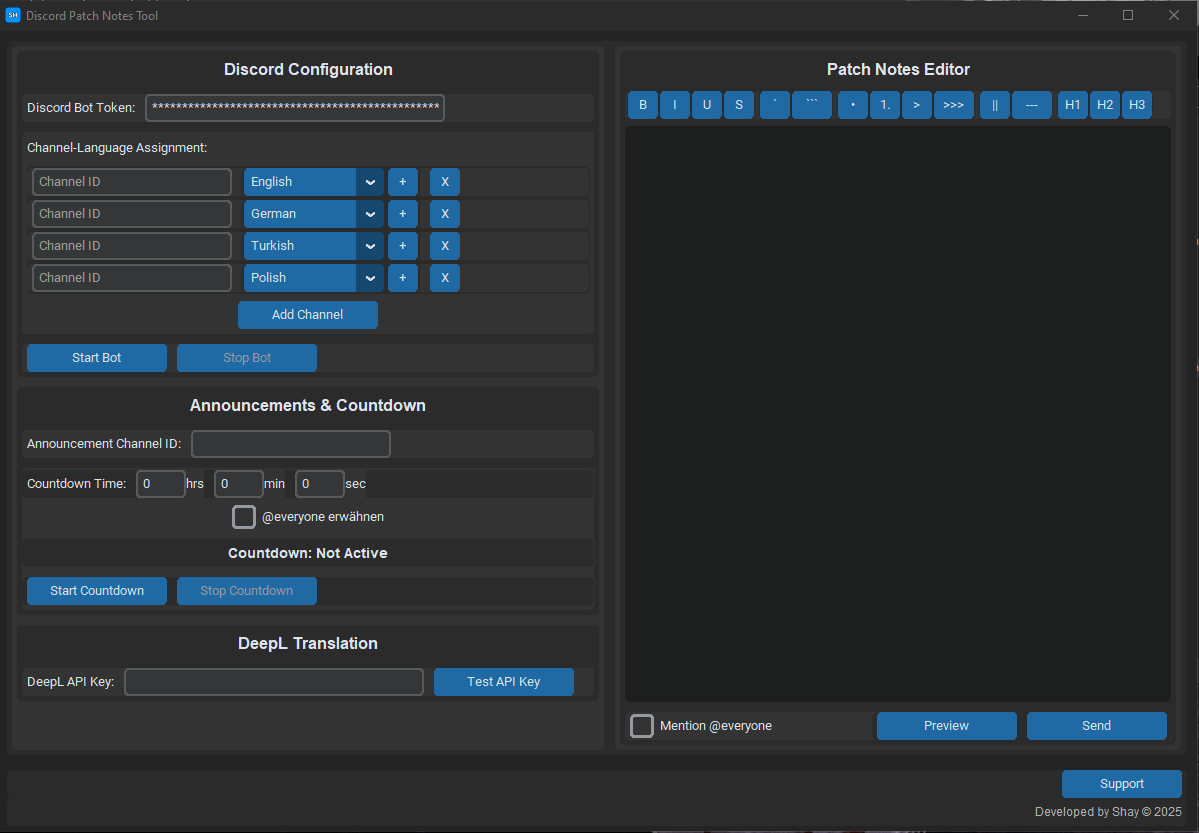 SH Discord Patch Notes Tool
Discord Configuration
Discord Bot Token: ************************************************
Channel-Language Assignment:
Channel ID English + X
Channel ID German + X
Channel ID Turkish + X
Channel ID Polish + X
Add Channel
Start Bot Stop Bot
Announcements & Countdown
Announcement Channel ID:
Countdown Time: 0 hrs 0 min 0 sec
@everyone erwähnen
Countdown: Not Active
Start Countdown Stop Countdown
DeepL Translation
DeepL API Key: Test API Key
Patch Notes Editor
B I U S ` ``` • 1. > >>> || --- H1 H2 H3
Mention @everyone Preview Send
Support
Developed by Shay © 2025